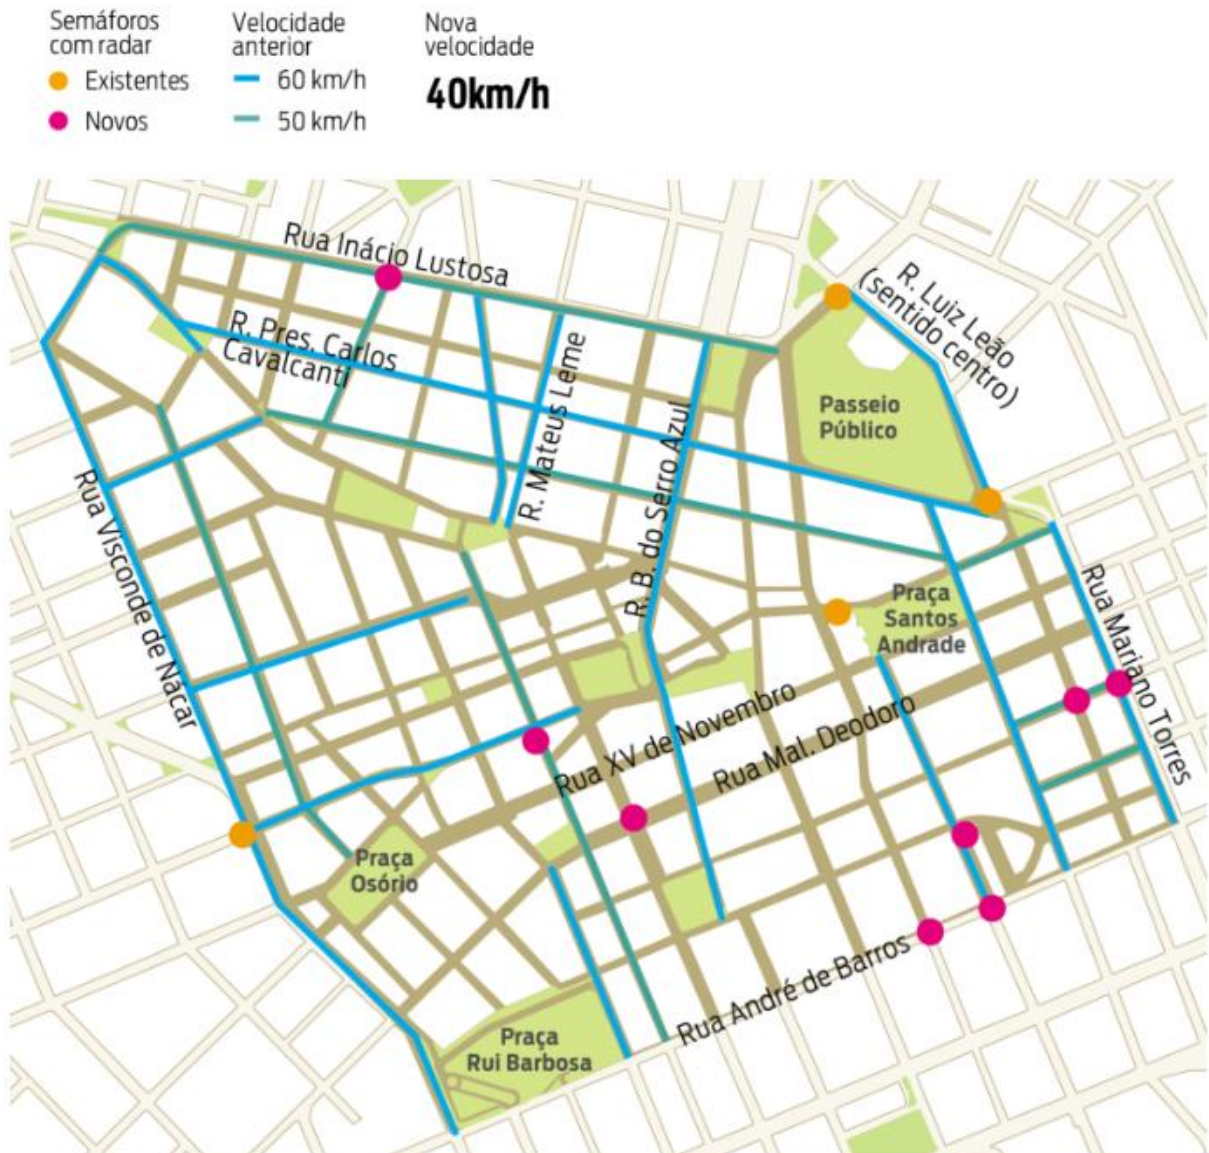 Semáforos
com radar
Existentes
Novos
Velocidade
anterior
60 km/h
50 km/h
Nova
velocidade
40km/h
Rua Inácio Lustosa
R. Luiz Leão
(sentido centro)
R. Pres. Carlos
Cavalcanti
R. Mateus Leme
Passeio
Público
R. B. do Serro Azul
Rua Visconde de Nácar
Praça
Santos
Andrade
Rua Mariano Torres
Rua XV de Novembro
Rua Mal. Deodoro
Praça
Osório
Rua André de Barros
Praça
Rui Barbosa